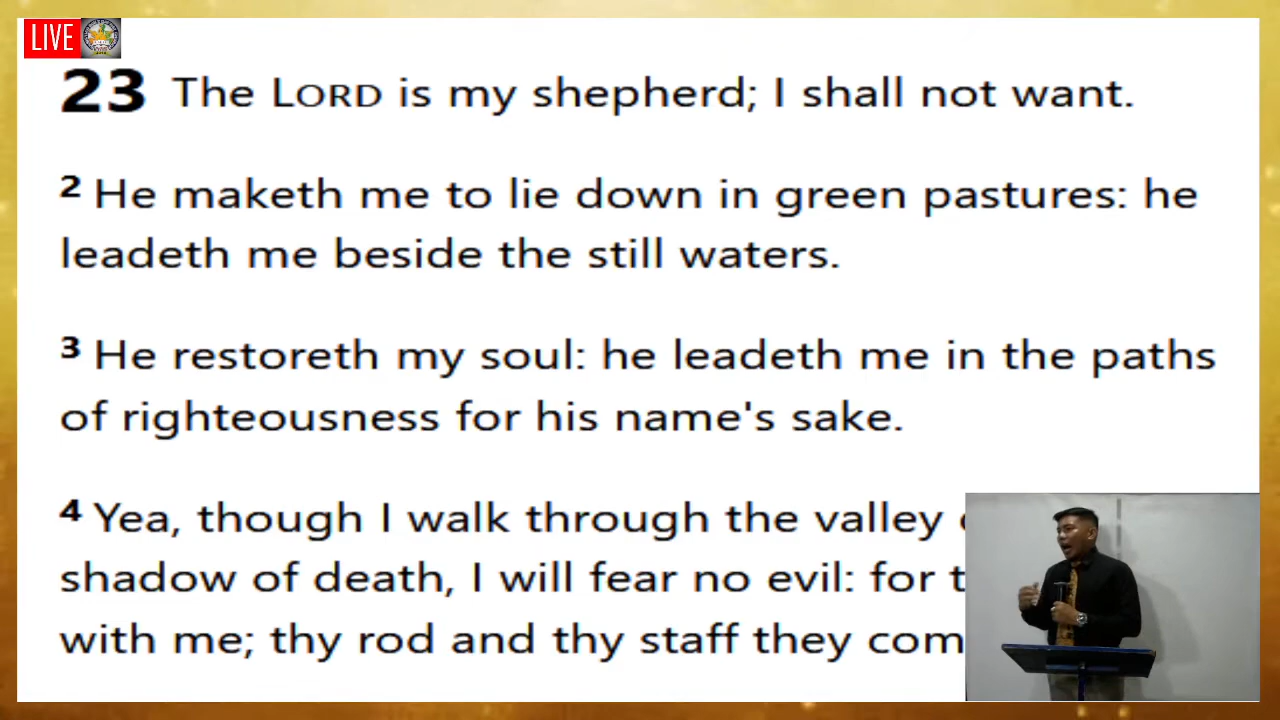 LIVE
23 The LORD is my shepherd; I shall not want.
2 He maketh me to lie down in green pastures: he
leadeth me beside the still waters.
3 He restoreth my soul: he leadeth me in the paths
of righteousness for his name's sake.
4 Yea, though I walk through the valley
shadow of death, I will fear no evil: for
with me; thy rod and thy staff they com